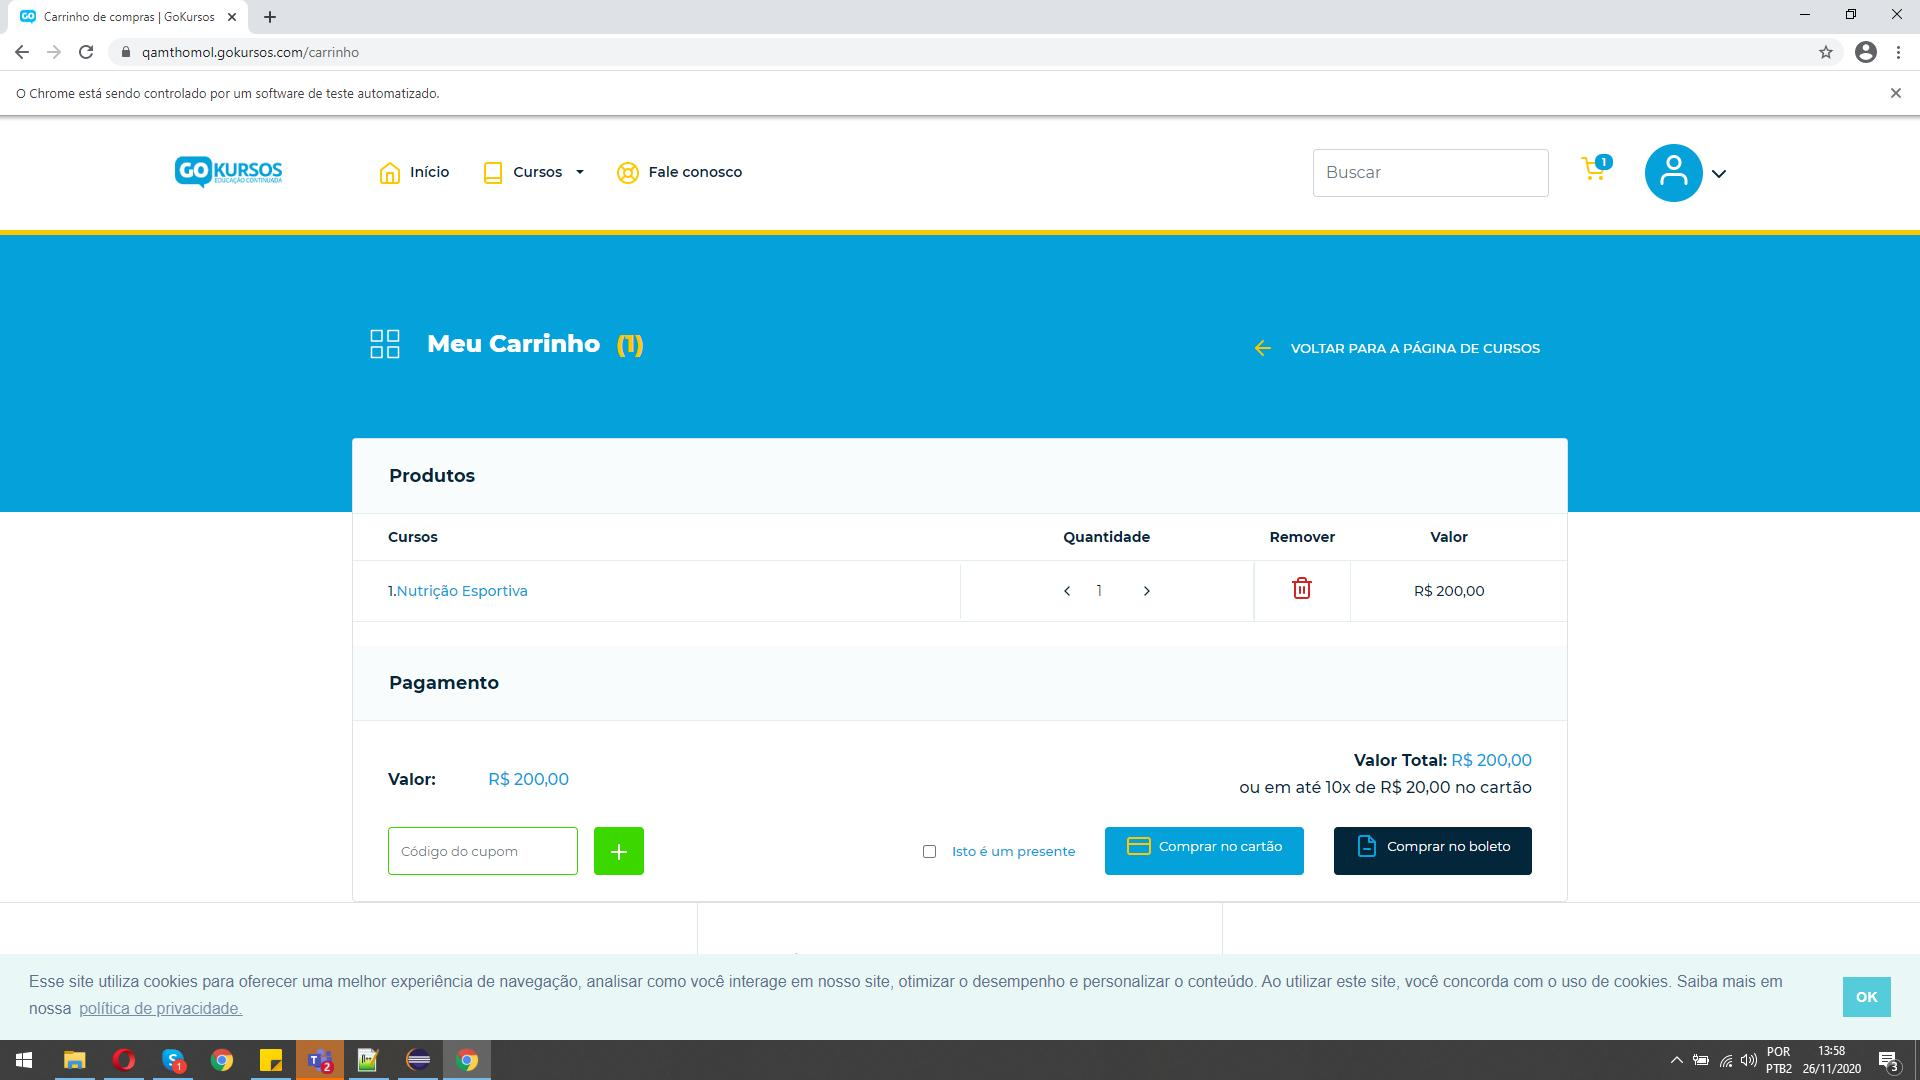 Carrinho de compras | GoKursos
qamthomol.gokursos.com/carrinho
O Chrome está sendo controlado por um software de teste automatizado.
GO KURSOS
EDUCAÇÃO CONTINUADA
Início
Cursos
Fale conosco
Buscar
1
Meu Carrinho (1)
VOLTAR PARA A PÁGINA DE CURSOS
Produtos
Cursos Quantidade Remover Valor
1.Nutrição Esportiva 1 R$ 200,00
Pagamento
Valor: R$ 200,00
Valor Total: R$ 200,00
ou em até 10x de R$ 20,00 no cartão
Código do cupom
+
Isto é um presente
Comprar no cartão
Comprar no boleto
Esse site utiliza cookies para oferecer uma melhor experiência de navegação, analisar como você interage em nosso site, otimizar o desempenho e personalizar o conteúdo. Ao utilizar este site, você concorda com o uso de cookies. Saiba mais em
nossa política de privacidade.
OK
POR
PTB2
13:58
26/11/2020
3